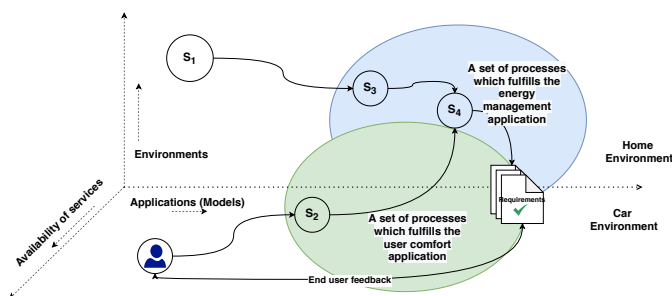 S1
A set of processes
which fulfills the
energy
management
application
S3
S4
Environments
Home
Environment
Applications (Models)
Requirements
Car
Environment
S2
A set of processes
which fulfills the
user comfort
application
Availability of services
End user feedback